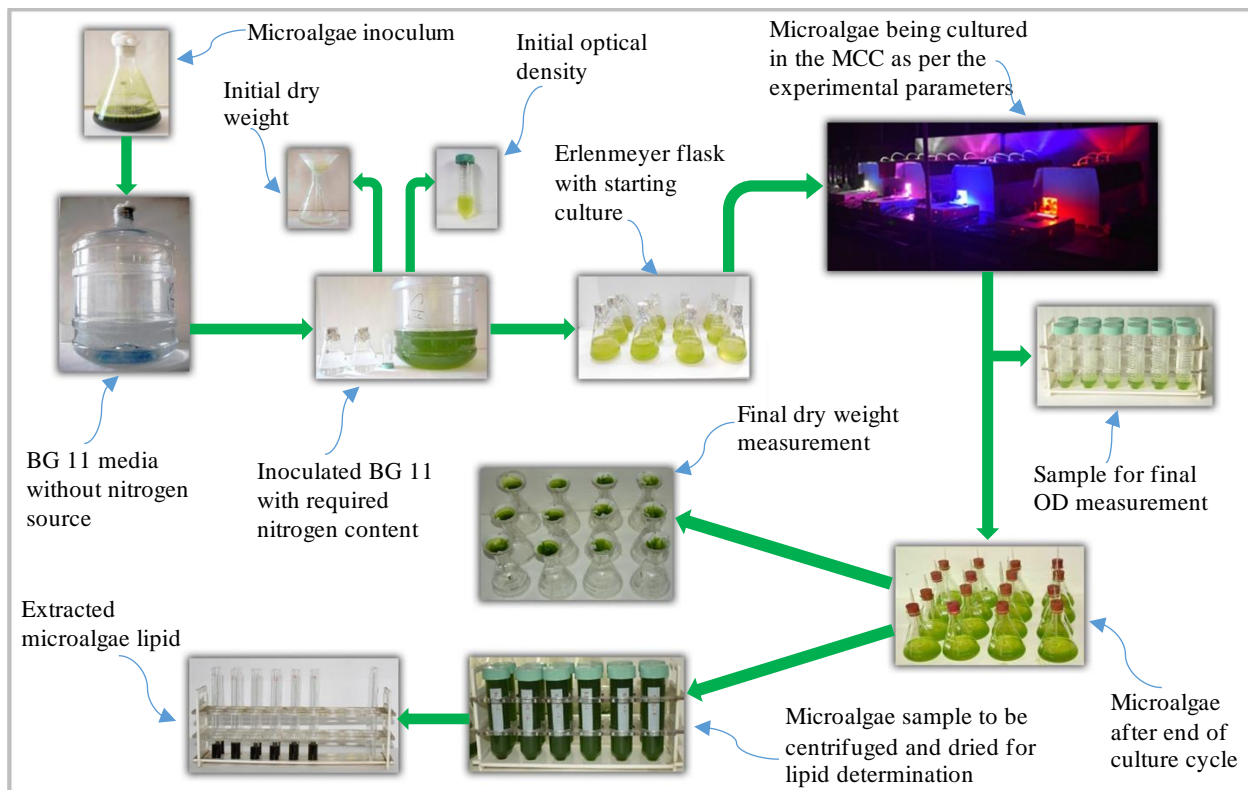 Microalgae inoculum
Initial dry
weight
Initial optical
density
Erlenmeyer flask
with starting
culture
Microalgae being cultured
in the MCC as per the
experimental parameters
BG 11 media
without nitrogen
source
Inoculated BG 11
with required
nitrogen content
Final dry weight
measurement
Sample for final
OD measurement
Extracted
microalgae lipid
Microalgae sample to be
centrifuged and dried for
lipid determination
Microalgae
after end of
culture cycle